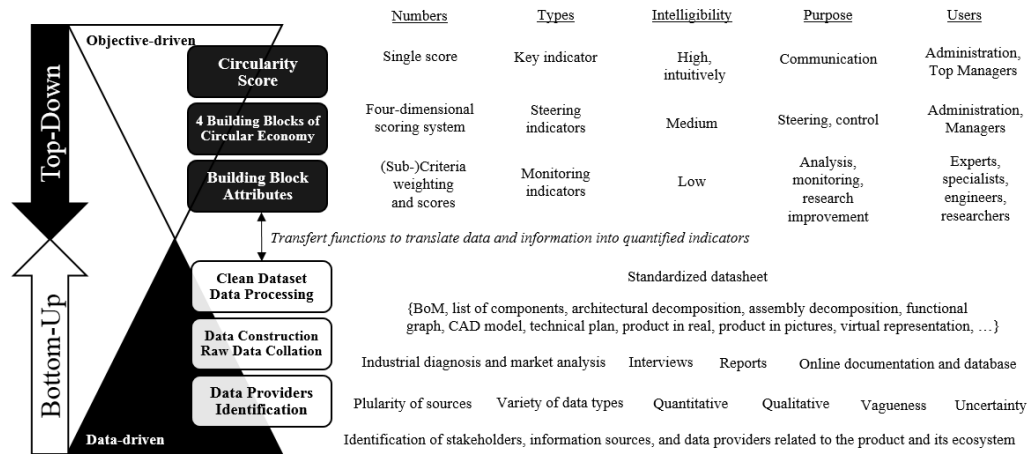 Numbers Types Intelligibility Purpose Users
Top-Down
Objective-driven
Circularity
Score
Single score
Key indicator
High,
intuitively
Communication
Administration,
Top Managers
4 Building Blocks of
Circular Economy
Four-dimensional
scoring system
Steering
indicators
Medium
Steering, control
Administration,
Managers
Building Block
Attributes
(Sub-)Criteria
weighting
and scores
Monitoring
indicators
Low
Analysis,
monitoring,
research
improvement
Experts,
specialists,
engineers,
researchers
Transfert functions to translate data and information into quantified indicators
Bottom-Up
Clean Dataset
Data Processing
Standardized datasheet
{BoM, list of components, architectural decomposition, assembly decomposition, functional
graph, CAD model, technical plan, product in real, product in pictures, virtual representation, …}
Data Construction
Raw Data Collation
Industrial diagnosis and market analysis Interviews Reports Online documentation and database
Data Providers
Identification
Plularity of sources Variety of data types Quantitative Qualitative Vagueness Uncertainty
Data-driven
Identification of stakeholders, information sources, and data providers related to the product and its ecosystem